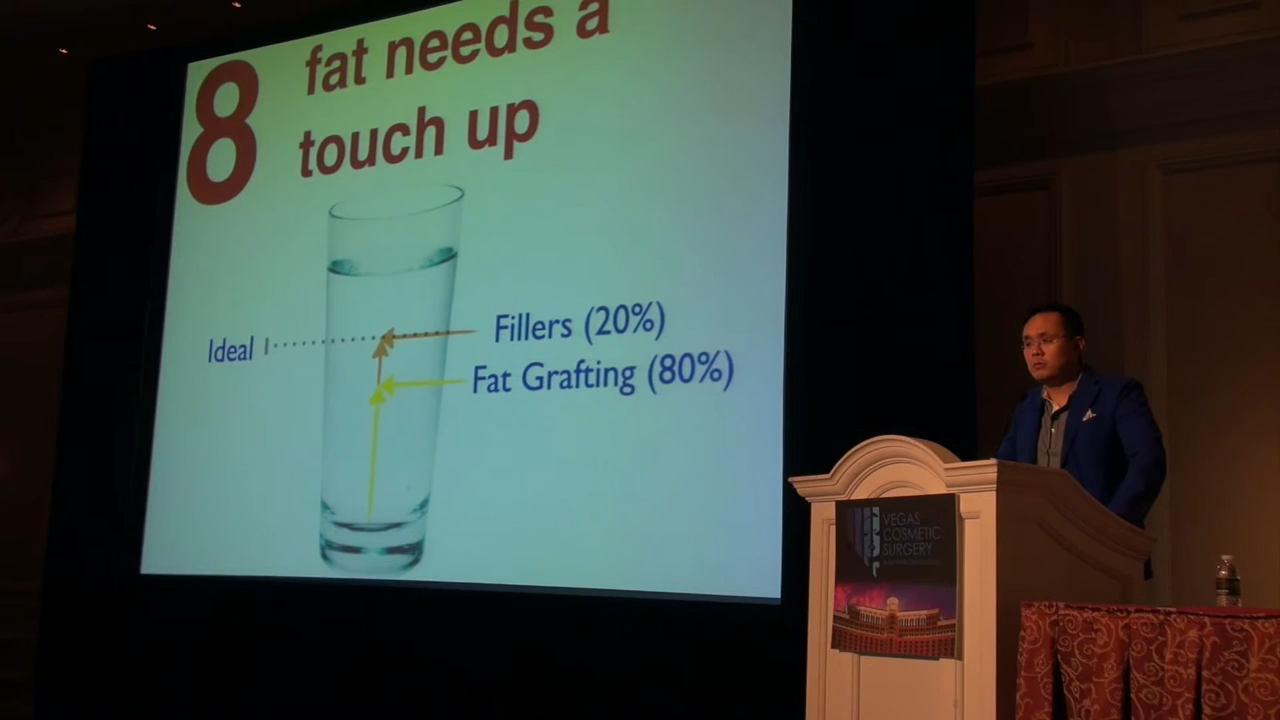 8 fat needs a
touch up
Ideal
Fillers (20%)
Fat Grafting (80%)
VEGAS
COSMETIC
SURGERY